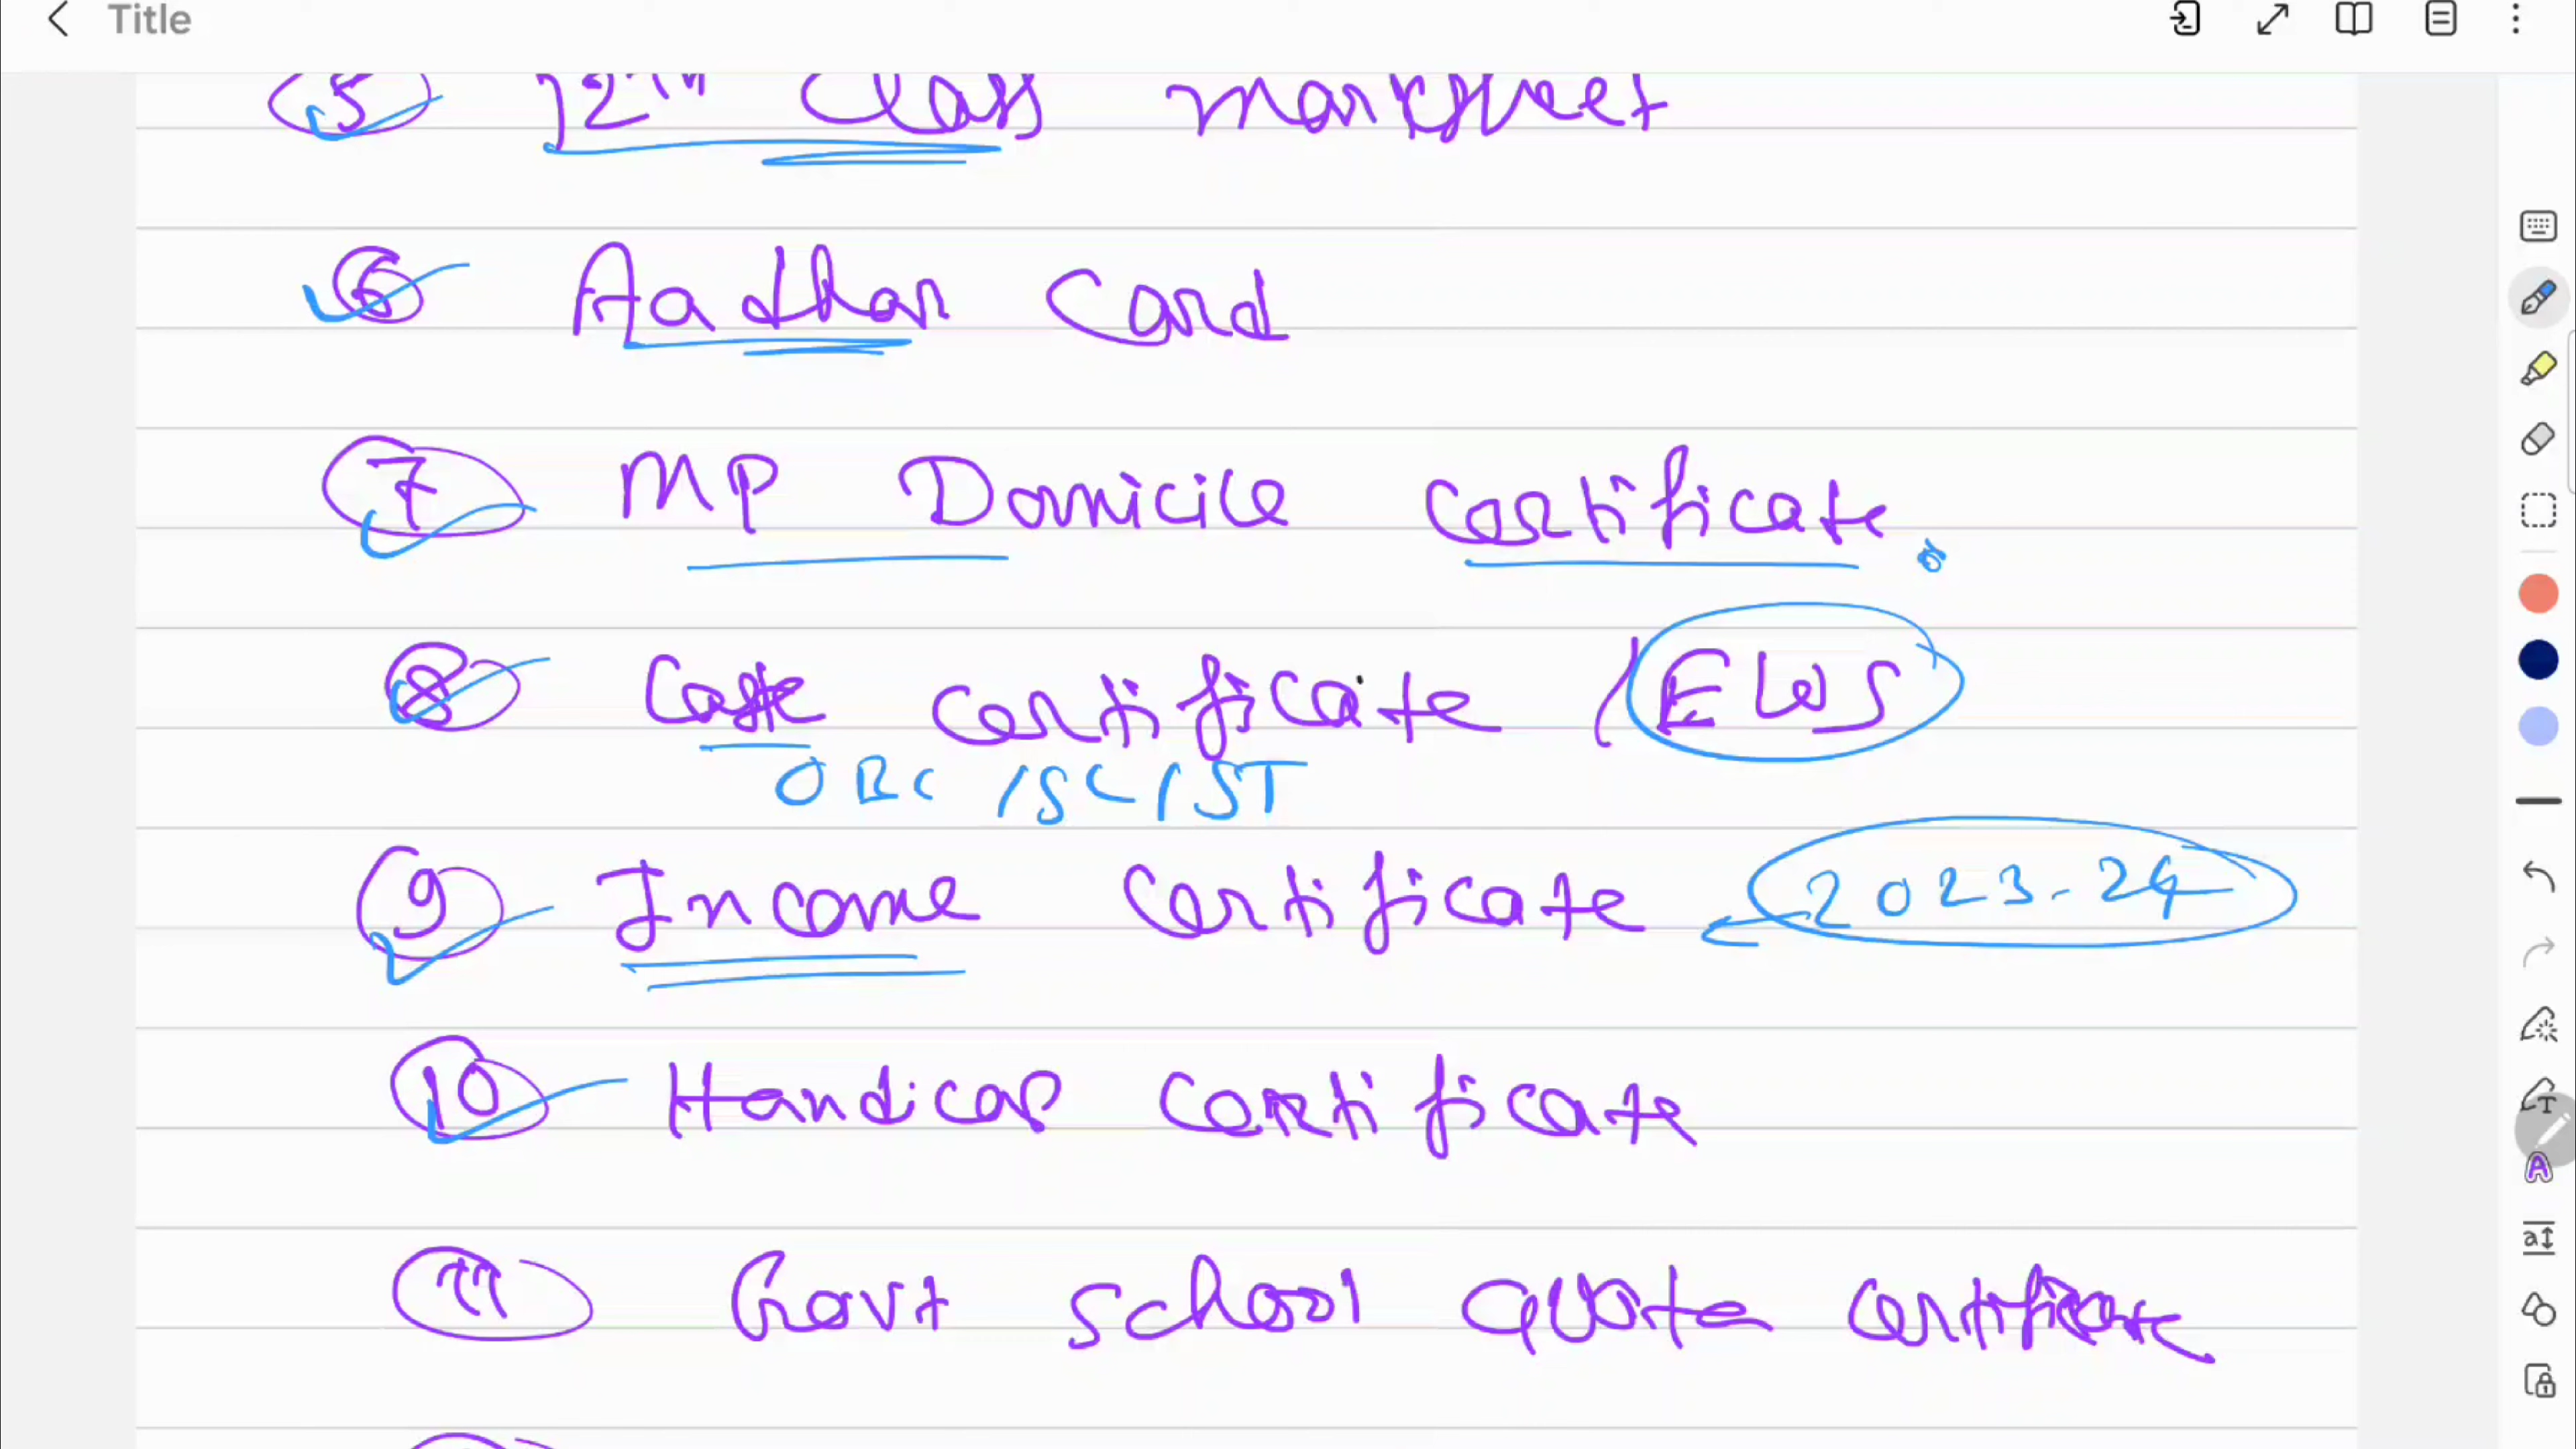 Title
5 12th Class marksheet
6 Aadhar Card
7 MP Domicile Certificate
8 Caste Certificate / EWS
OBC / SC / ST
9 Income Certificate 2023-24
10 Handicap Certificate
11 Govt School Quota Certificate